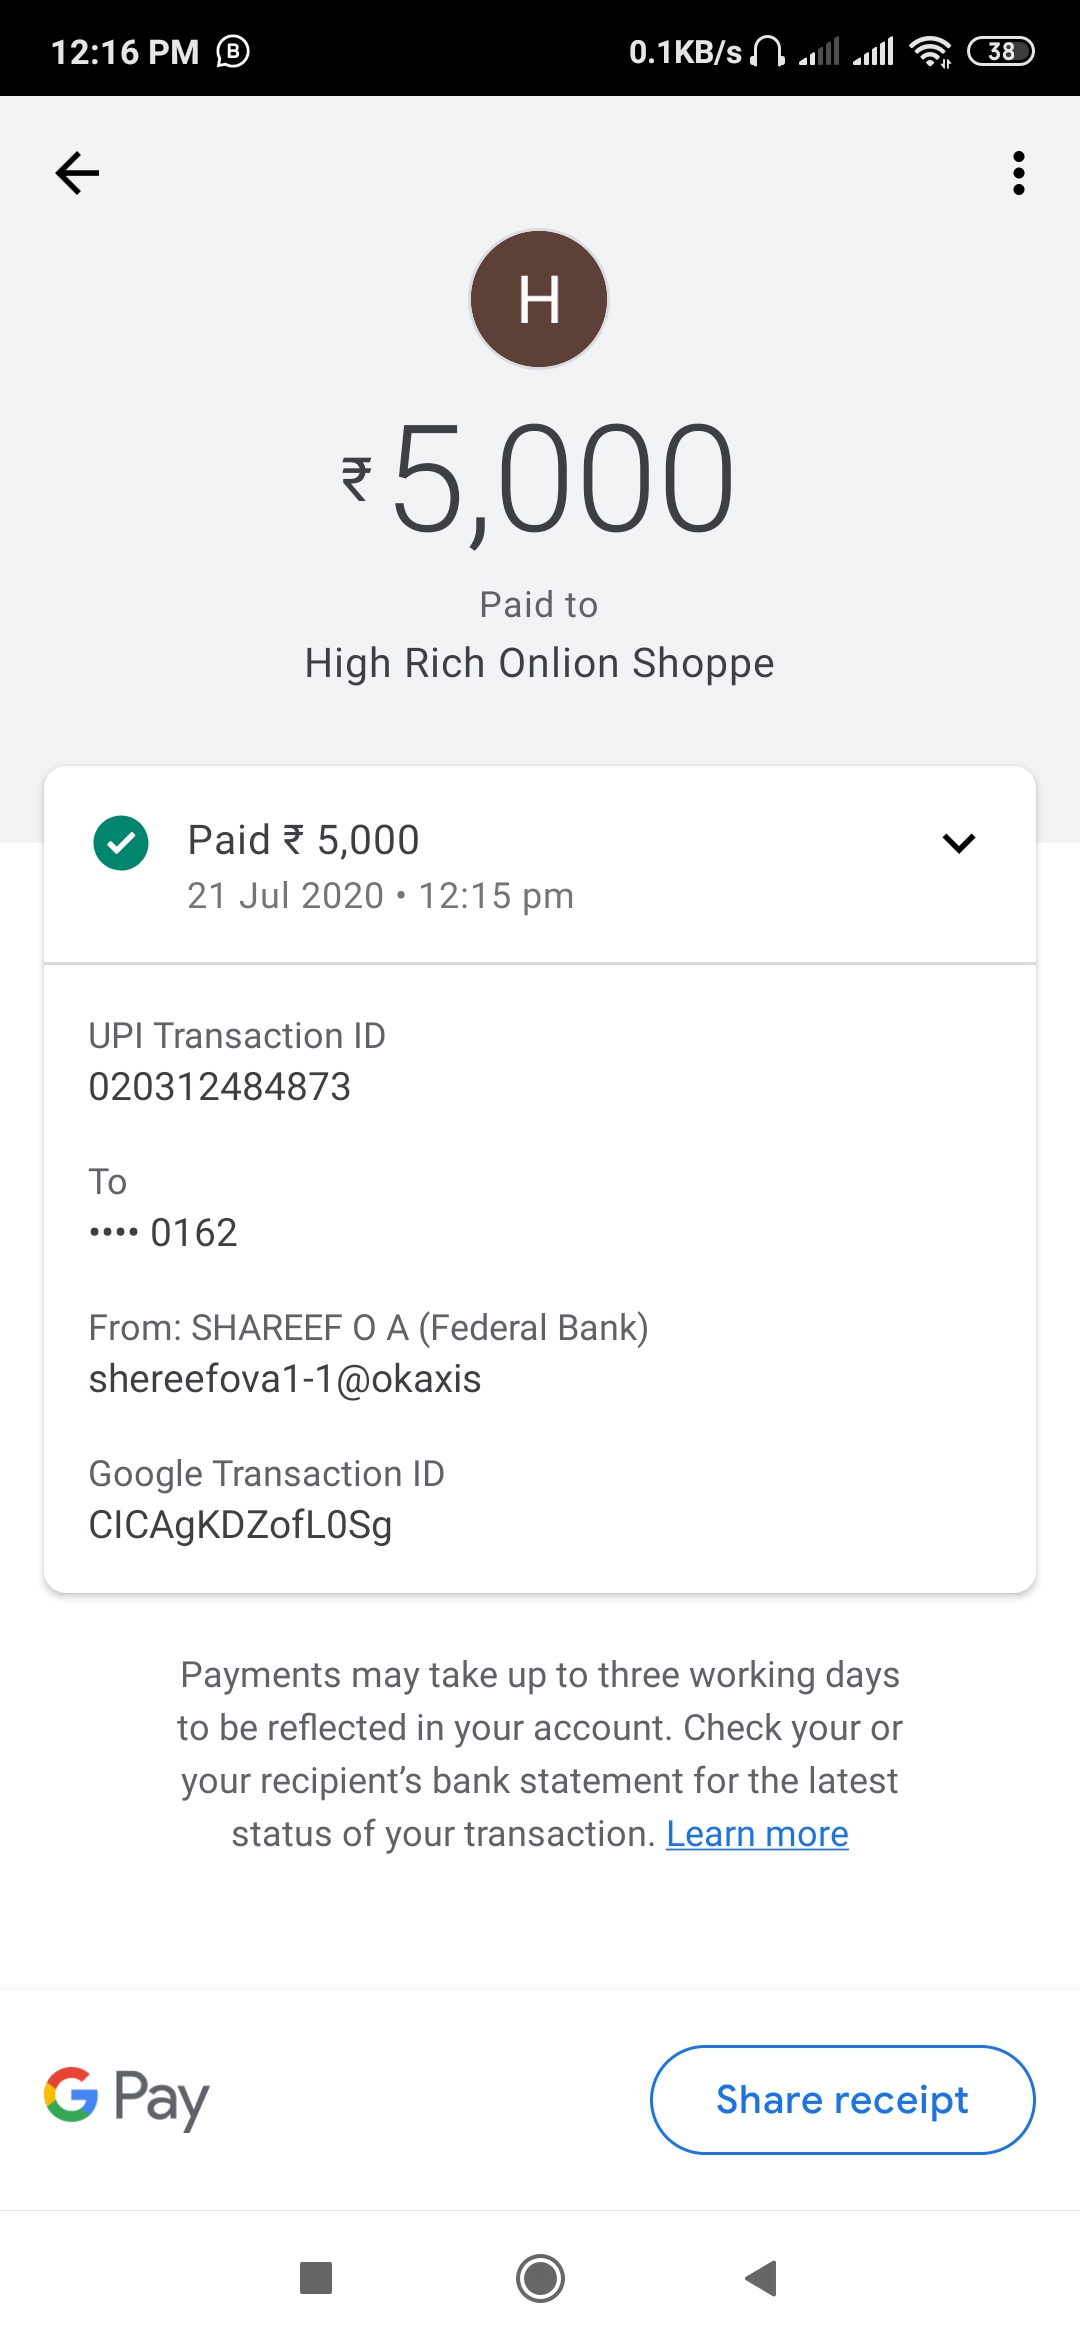 12:16 PM B 0.1KB/s 38
H
₹5,000
Paid to
High Rich Onlion Shoppe
Paid ₹ 5,000
21 Jul 2020 • 12:15 pm
UPI Transaction ID
020312484873
To
•••• 0162
From: SHAREEF O A (Federal Bank)
shereefova1-1@okaxis
Google Transaction ID
CICAgKDZofL0Sg
Payments may take up to three working days
to be reflected in your account. Check your or
your recipient’s bank statement for the latest
status of your transaction. Learn more
G Pay
Share receipt